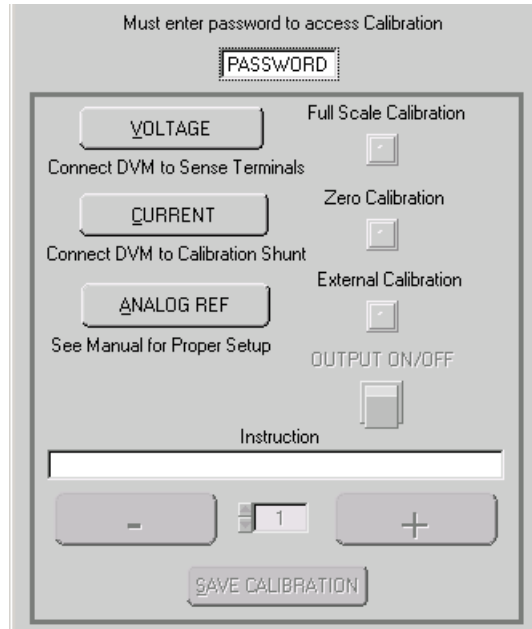 Must enter password to access Calibration
PASSWORD
VOLTAGE
Full Scale Calibration
Connect DVM to Sense Terminals
CURRENT
Zero Calibration
Connect DVM to Calibration Shunt
ANALOG REF
External Calibration
See Manual for Proper Setup
OUTPUT ON/OFF
Instruction
- 1 +
SAVE CALIBRATION